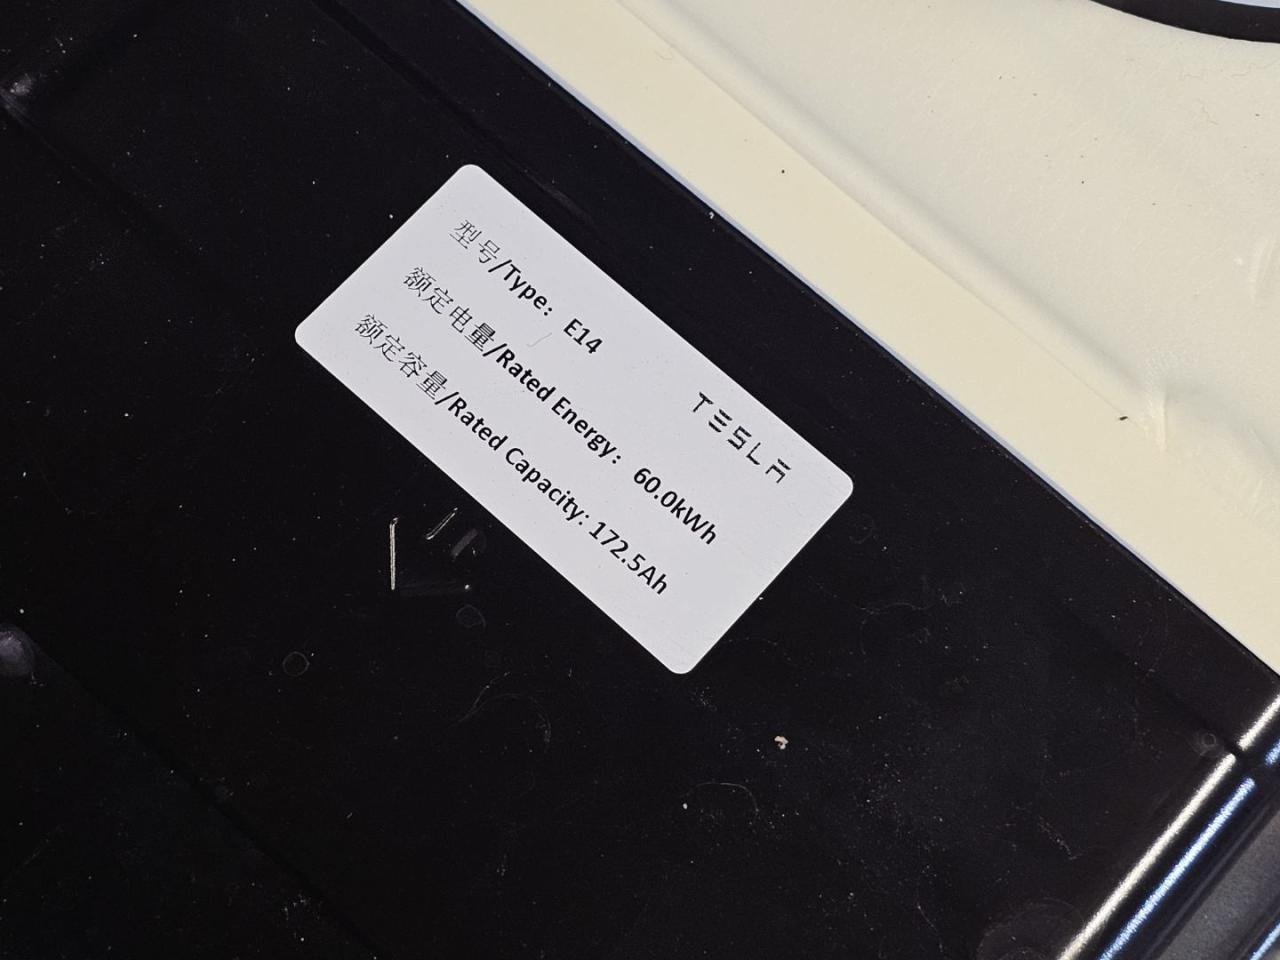 型号/Type: E14
TESLA
额定电量/Rated Energy: 60.0kWh
额定容量/Rated Capacity: 172.5Ah